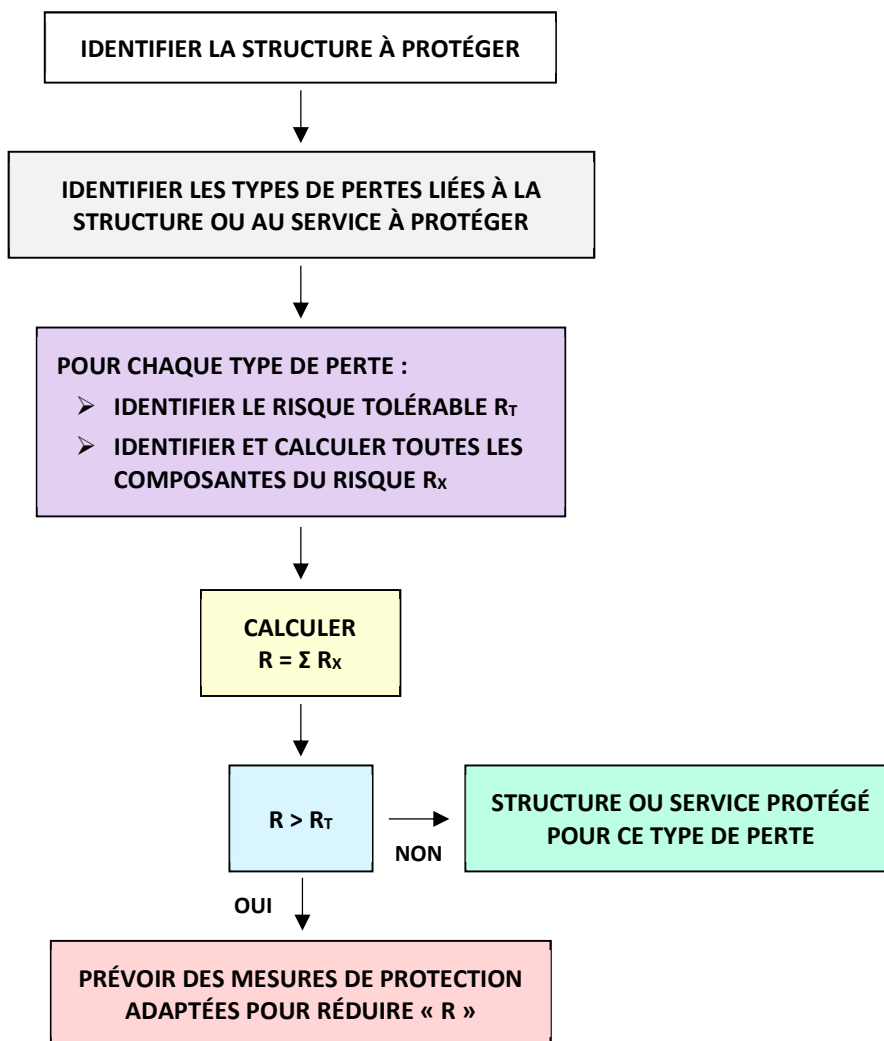 IDENTIFIER LA STRUCTURE À PROTÉGER
IDENTIFIER LES TYPES DE PERTES LIÉES À LA
STRUCTURE OU AU SERVICE À PROTÉGER
POUR CHAQUE TYPE DE PERTE :
➢ IDENTIFIER LE RISQUE TOLÉRABLE RT
➢ IDENTIFIER ET CALCULER TOUTES LES
COMPOSANTES DU RISQUE RX
CALCULER
R = Σ RX
R > RT
NON
STRUCTURE OU SERVICE PROTÉGÉ
POUR CE TYPE DE PERTE
OUI
PRÉVOIR DES MESURES DE PROTECTION
ADAPTÉES POUR RÉDUIRE « R »